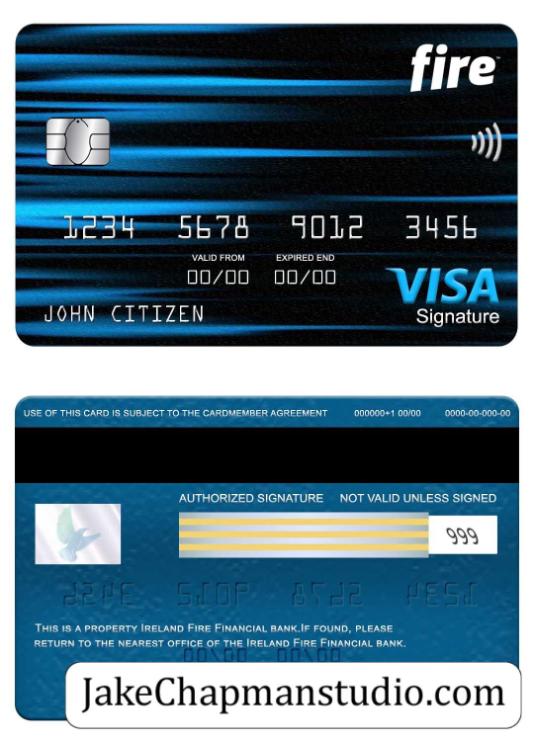 fire
1234 5678 9012 3456
VALID FROM EXPIRED END
00/00 00/00
VISA
JOHN CITIZEN
Signature
USE OF THIS CARD IS SUBJECT TO THE CARDMEMBER AGREEMENT 000000+1 00/00 0000-00-000-00
AUTHORIZED SIGNATURE NOT VALID UNLESS SIGNED
999
THIS IS A PROPERTY IRELAND FIRE FINANCIAL BANK.IF FOUND, PLEASE
RETURN TO THE NEAREST OFFICE OF THE IRELAND FIRE FINANCIAL BANK.
JakeChapmanstudio.com